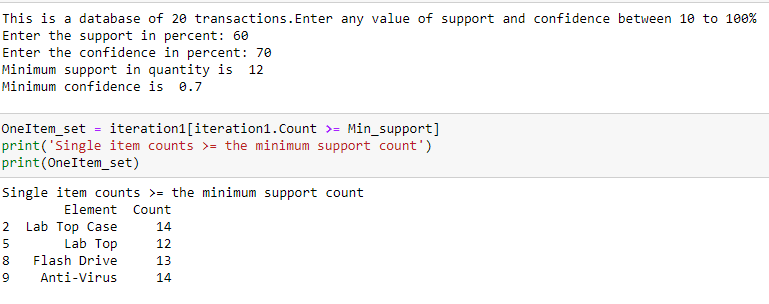 This is a database of 20 transactions.Enter any value of support and confidence between 10 to 100%
Enter the support in percent: 60
Enter the confidence in percent: 70
Minimum support in quantity is  12
Minimum confidence is  0.7
OneItem_set = iteration1[iteration1.Count >= Min_support]
print('Single item counts >= the minimum support count')
print(OneItem_set)
Single item counts >= the minimum support count
        Element  Count
2  Lab Top Case     14
5       Lab Top     12
8   Flash Drive     13
9    Anti-Virus     14